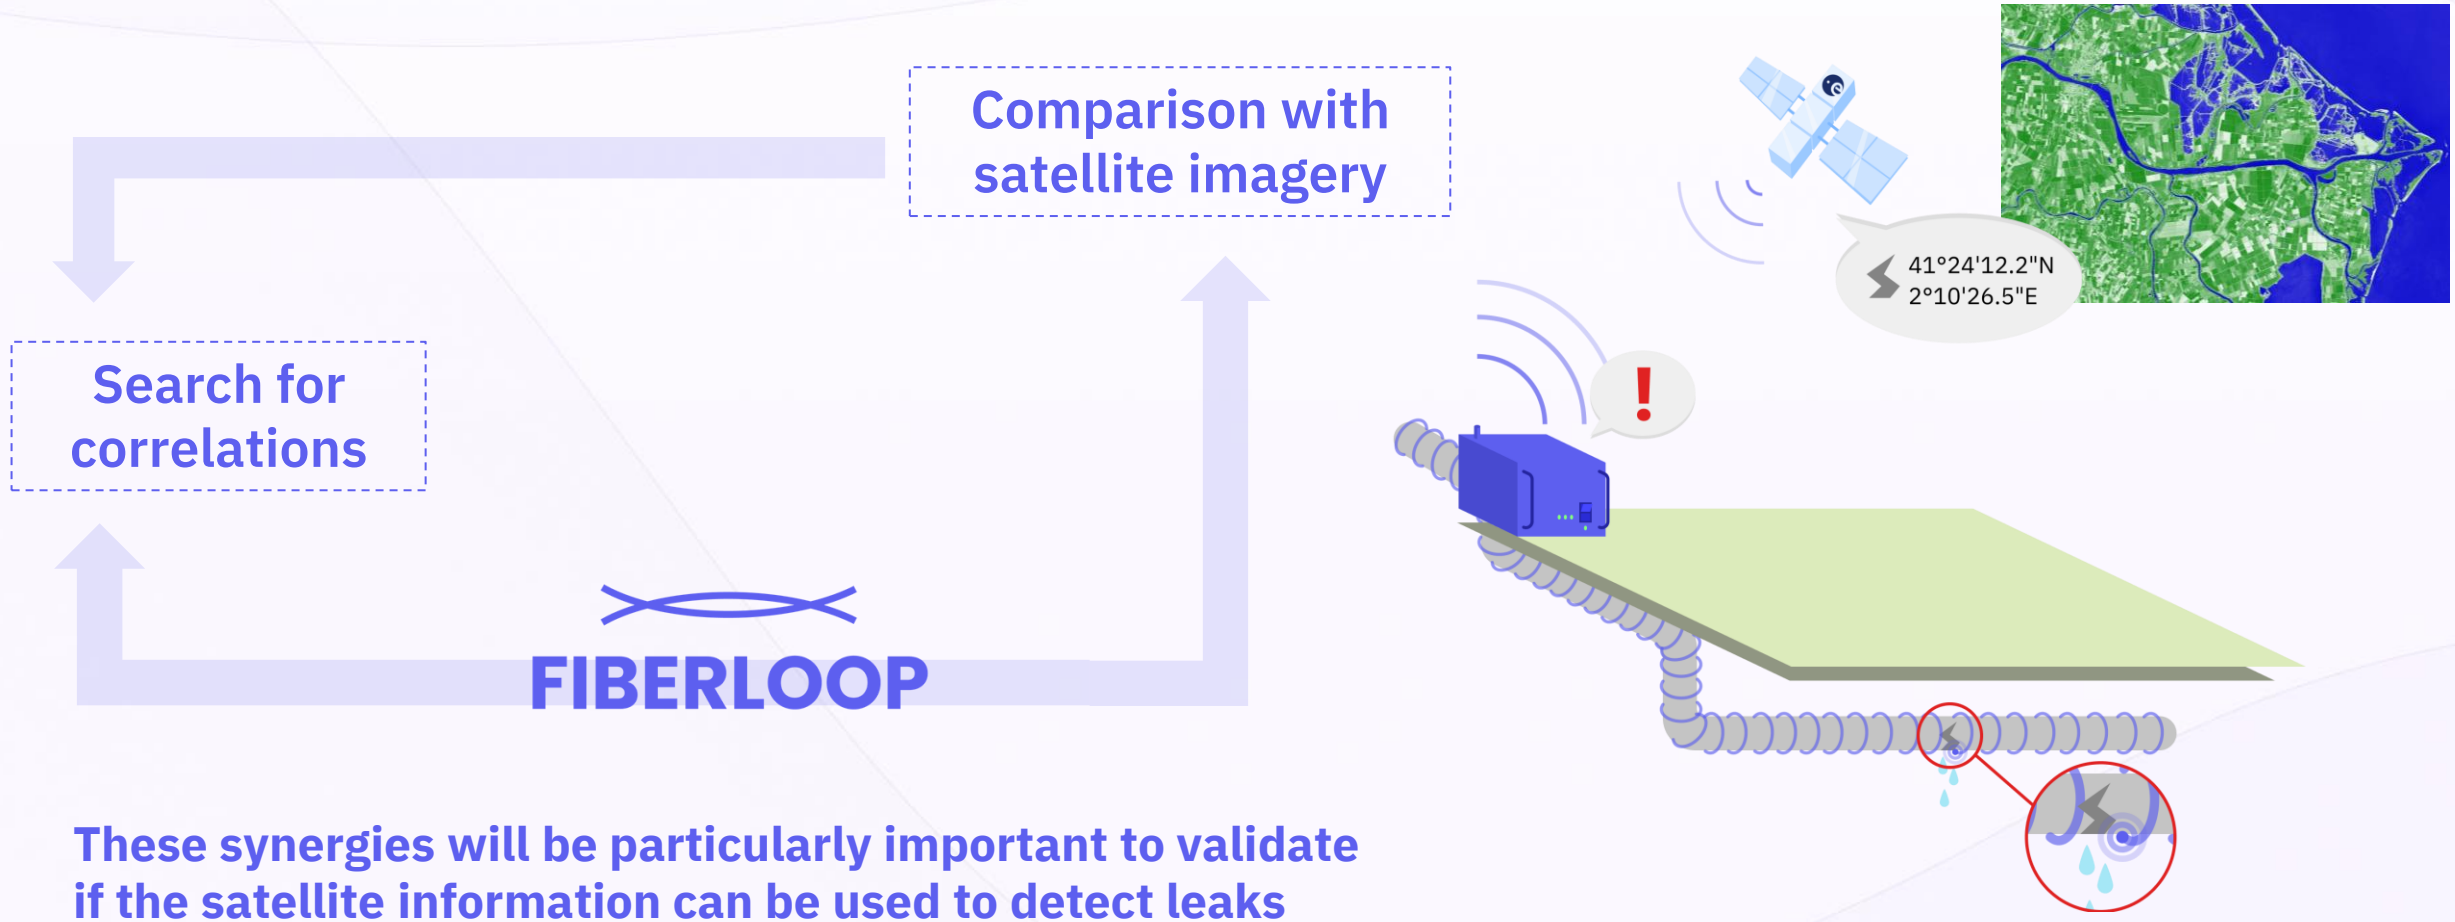 Comparison with
satellite imagery
41°24'12.2"N
2°10'26.5"E
!
Search for
correlations
FIBERLOOP
These synergies will be particularly important to validate
if the satellite information can be used to detect leaks